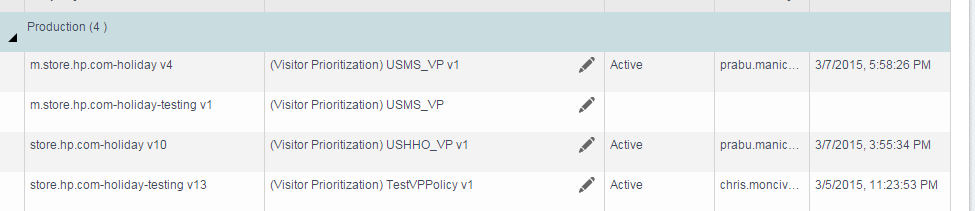 Production (4 )
m.store.hp.com-holiday v4 (Visitor Prioritization) USMS_VP v1 Active prabu.manic... 3/7/2015, 5:58:26 PM
m.store.hp.com-holiday-testing v1 (Visitor Prioritization) USMS_VP
store.hp.com-holiday v10 (Visitor Prioritization) USHHO_VP v1 Active prabu.manic... 3/7/2015, 3:55:34 PM
store.hp.com-holiday-testing v13 (Visitor Prioritization) TestVPPolicy v1 Active chris.monciv... 3/5/2015, 11:23:53 PM